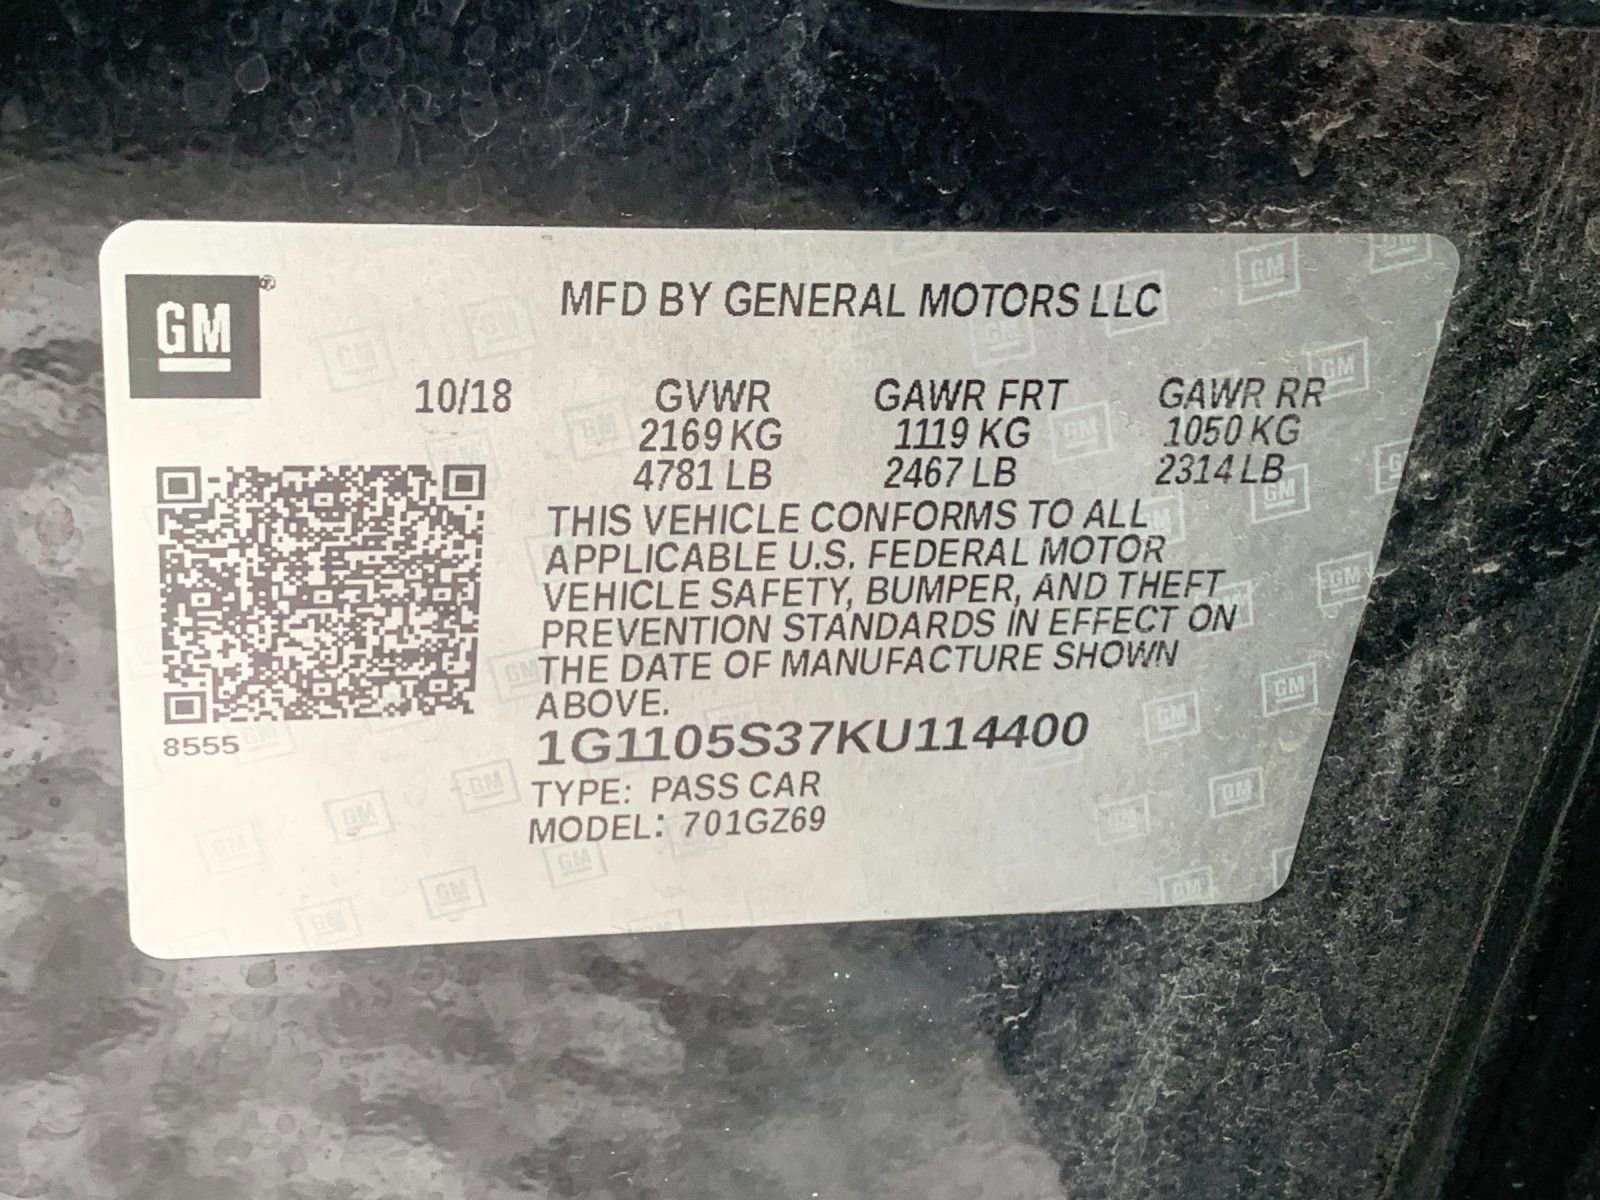 GM®
MFD BY GENERAL MOTORS LLC
10/18 GVWR GAWR FRT GAWR RR
2169 KG 1119 KG 1050 KG
4781 LB 2467 LB 2314 LB
THIS VEHICLE CONFORMS TO ALL
APPLICABLE U.S. FEDERAL MOTOR
VEHICLE SAFETY, BUMPER, AND THEFT
PREVENTION STANDARDS IN EFFECT ON
THE DATE OF MANUFACTURE SHOWN
ABOVE.
8555
1G1105S37KU114400
TYPE: PASS CAR
MODEL: 701GZ69